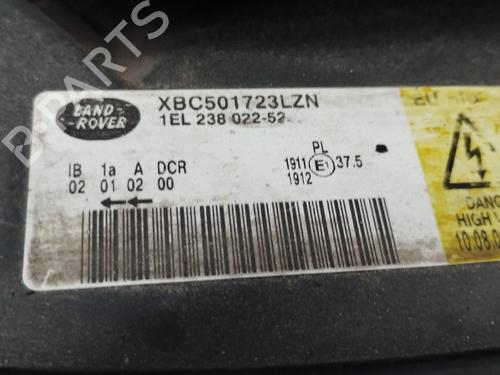 B-PARTS
LAND-
ROVER
XBC501723LZN
1EL 238 022-52
IB 1a A DCR
02 01 02 00
PL
1911 E1 37.5
1912
DANG
HIGH
10.08.0